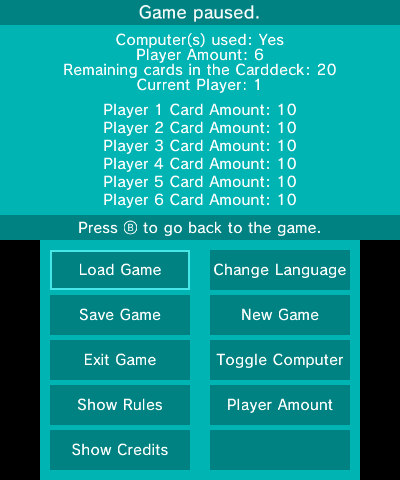 Game paused.
Computer(s) used: Yes
Player Amount: 6
Remaining cards in the Carddeck: 20
Current Player: 1
Player 1 Card Amount: 10
Player 2 Card Amount: 10
Player 3 Card Amount: 10
Player 4 Card Amount: 10
Player 5 Card Amount: 10
Player 6 Card Amount: 10
Press Ⓑ to go back to the game.
Load Game
Change Language
Save Game
New Game
Exit Game
Toggle Computer
Show Rules
Player Amount
Show Credits